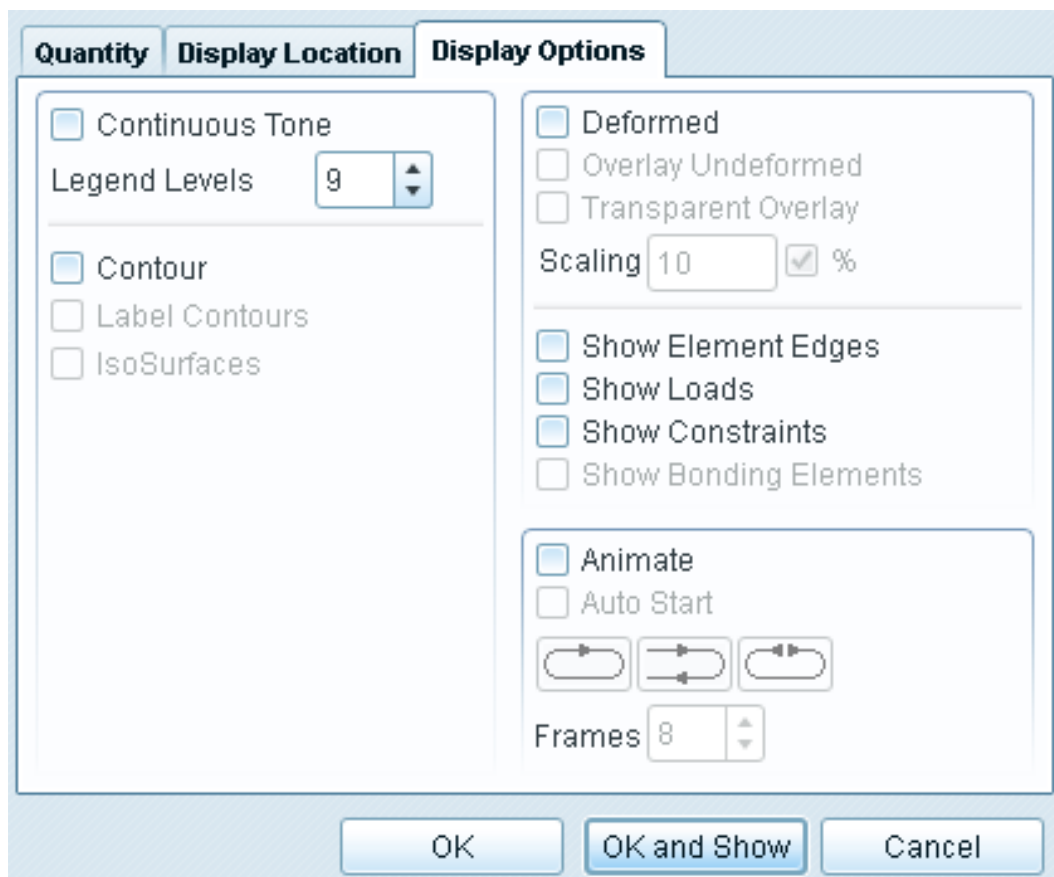 Quantity Display Location Display Options
Continuous Tone
Legend Levels 9
Contour
Label Contours
IsoSurfaces
Deformed
Overlay Undeformed
Transparent Overlay
Scaling 10 %
Show Element Edges
Show Loads
Show Constraints
Show Bonding Elements
Animate
Auto Start
Frames 8
OK OK and Show Cancel